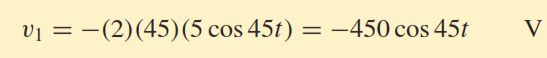 v₁ = −(2)(45)(5 cos 45t) = −450 cos 45t V